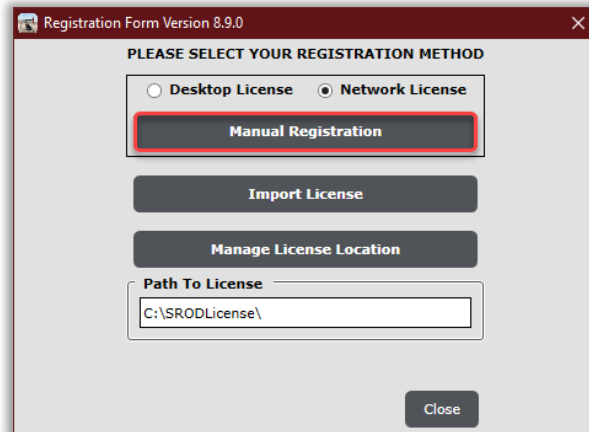 Registration Form Version 8.9.0
PLEASE SELECT YOUR REGISTRATION METHOD
Desktop License Network License
Manual Registration
Import License
Manage License Location
Path To License
C:\SRODLicense\
Close